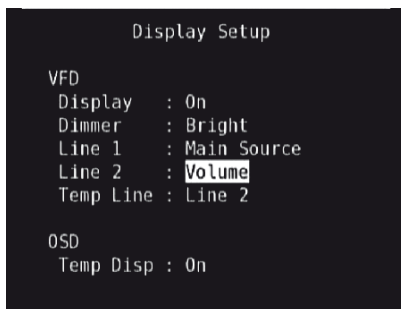 Display Setup
VFD
Display : On
Dimmer : Bright
Line 1 : Main Source
Line 2 : Volume
Temp Line : Line 2
OSD
Temp Disp : On